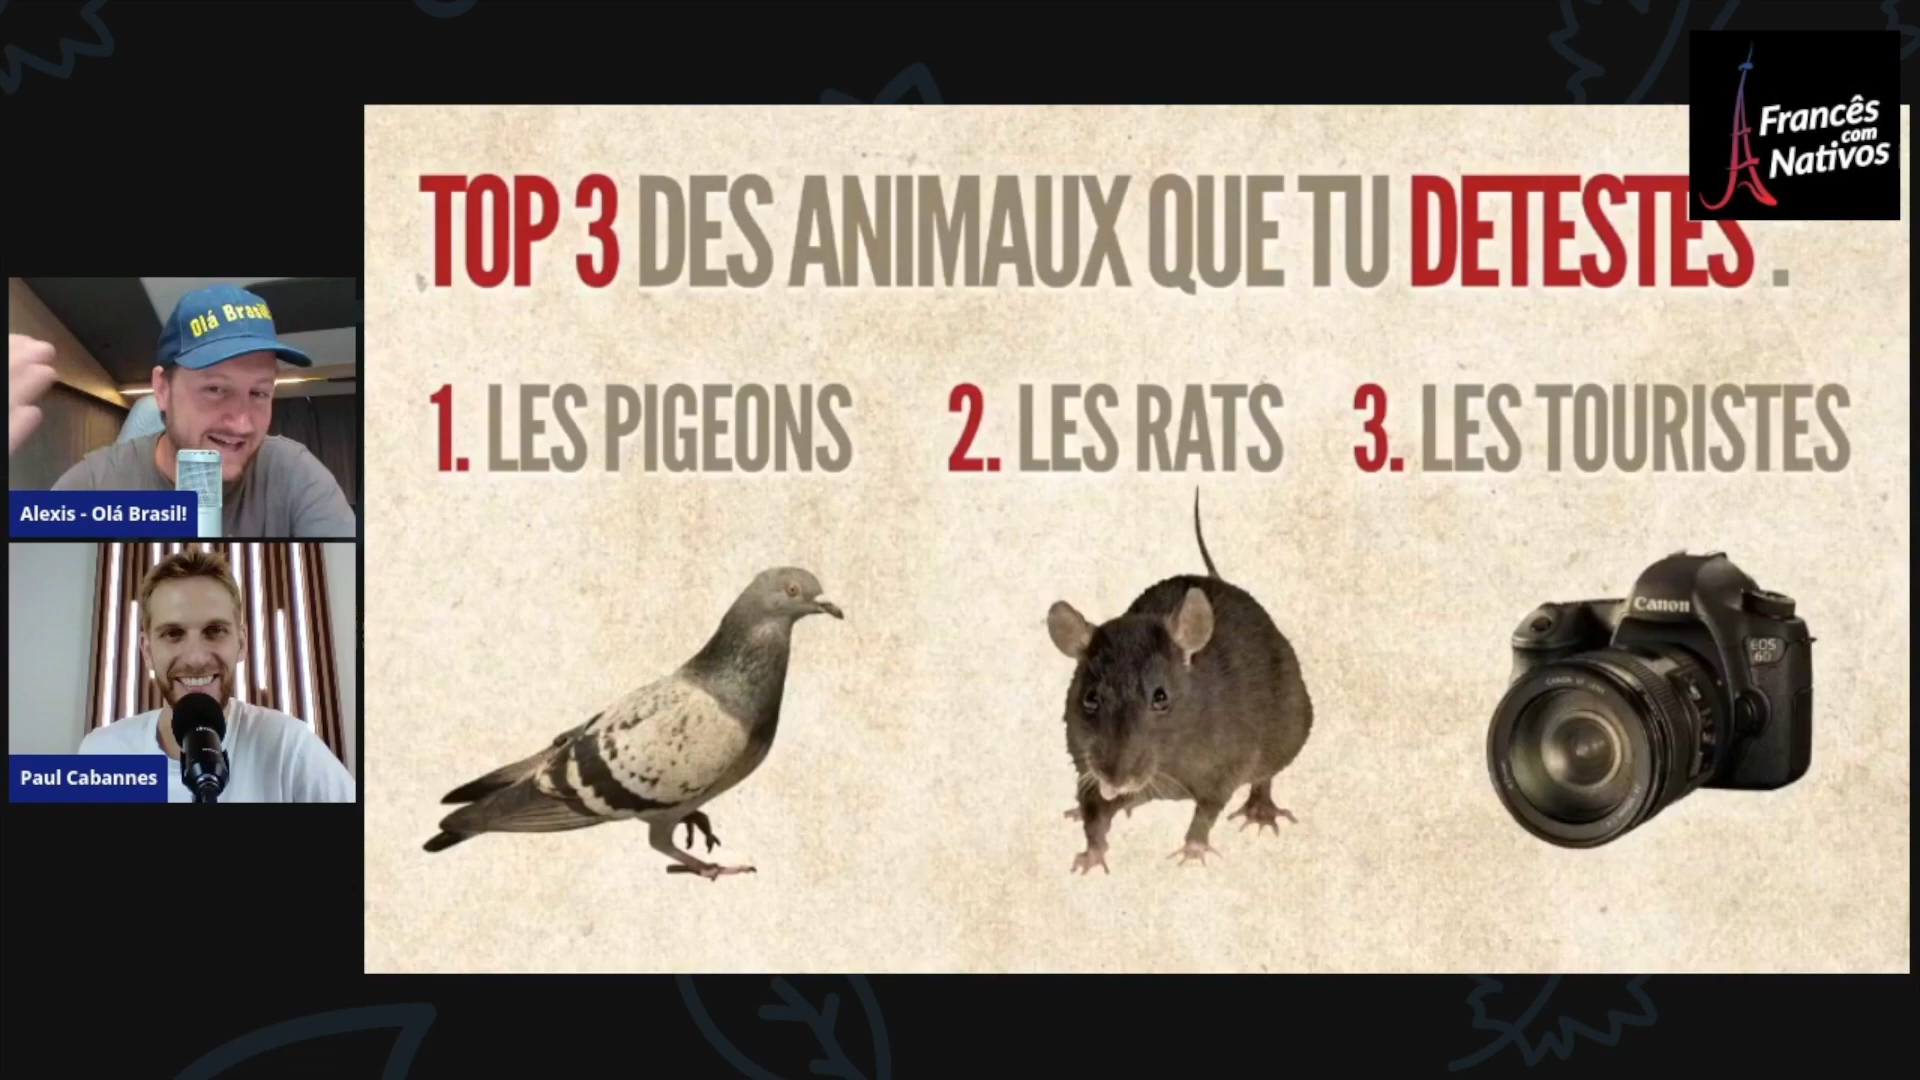 Francês
com
Nativos
TOP 3 DES ANIMAUX QUE TU DETESTES .
1. LES PIGEONS
2. LES RATS
3. LES TOURISTES
Olá Brasil!
Alexis - Olá Brasil!
Paul Cabannes
Canon
EOS
6D